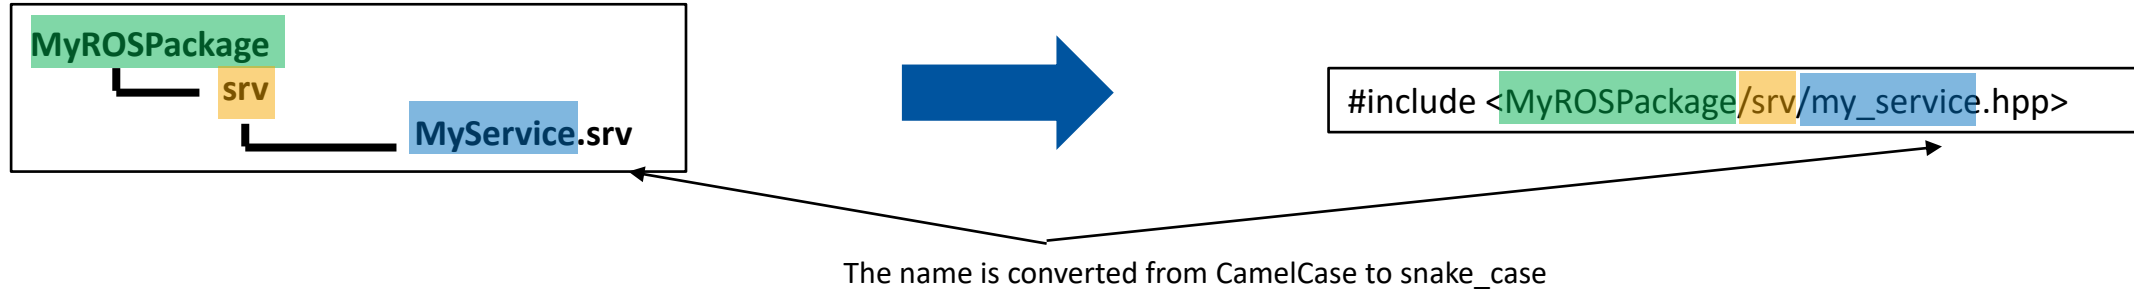 MyROSPackage
srv
MyService.srv
#include <MyROSPackage/srv/my_service.hpp>
The name is converted from CamelCase to snake_case